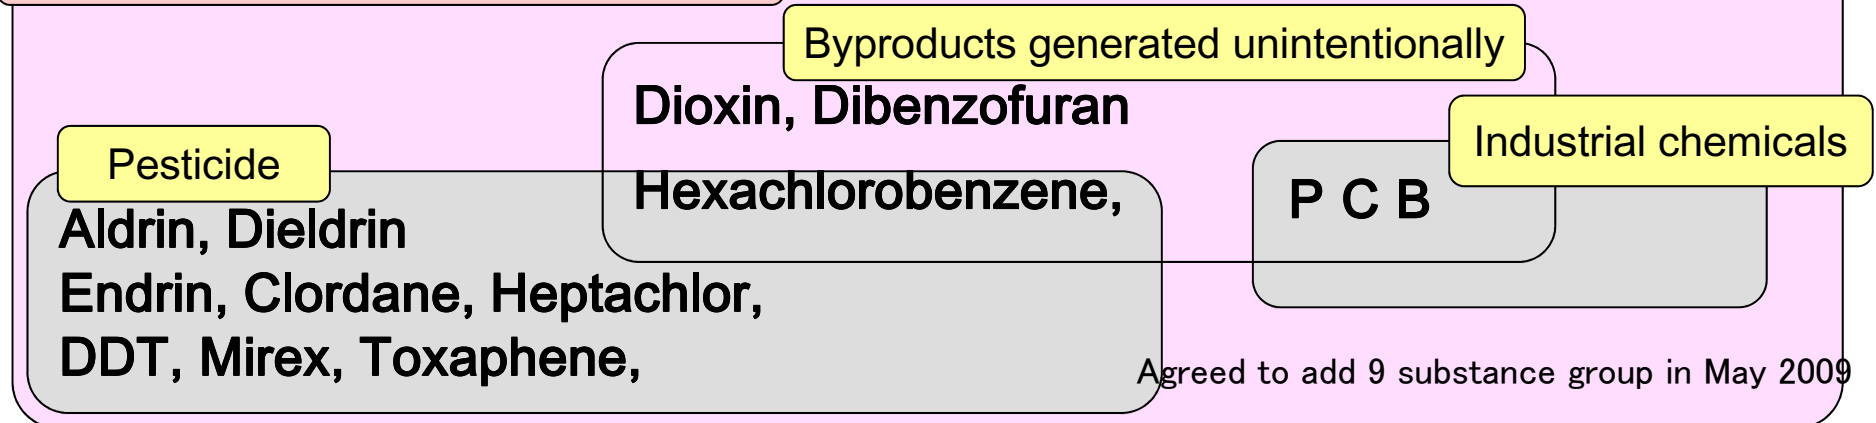 Byproducts generated unintentionally
Dioxin, Dibenzofuran
Industrial chemicals
Pesticide
Hexachlorobenzene,
P C B
Aldrin, Dieldrin
Endrin, Clordane, Heptachlor,
DDT, Mirex, Toxaphene,
Agreed to add 9 substance group in May 2009